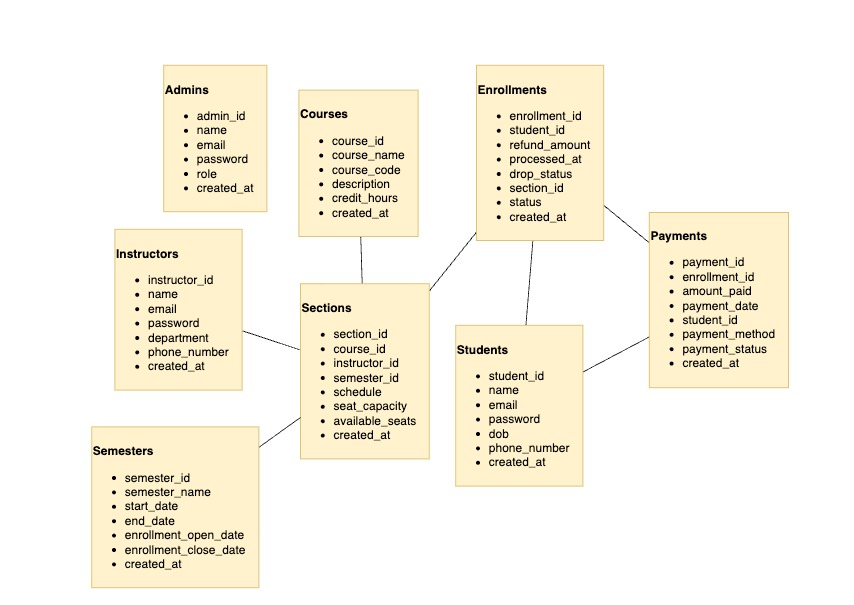 Admins
admin_id
name
email
password
role
created_at
Courses
course_id
course_name
course_code
description
credit_hours
created_at
Enrollments
enrollment_id
student_id
refund_amount
processed_at
drop_status
section_id
status
created_at
Instructors
instructor_id
name
email
password
department
phone_number
created_at
Payments
payment_id
enrollment_id
amount_paid
payment_date
student_id
payment_method
payment_status
created_at
Sections
section_id
course_id
instructor_id
semester_id
schedule
seat_capacity
available_seats
created_at
Students
student_id
name
email
password
dob
phone_number
created_at
Semesters
semester_id
semester_name
start_date
end_date
enrollment_open_date
enrollment_close_date
created_at